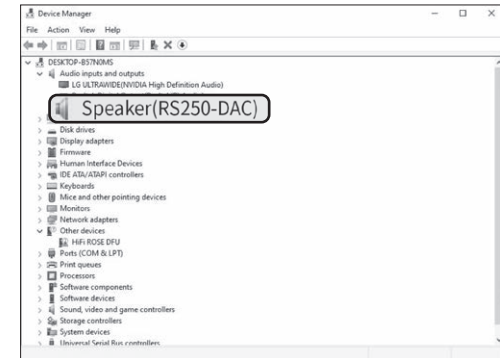 Device Manager
File Action View Help
DESKTOP-B57N0MS
Audio inputs and outputs
LG ULTRAWIDE(NVIDIA High Definition Audio)
Speaker(RS250-DAC)
Disk drives
Display adapters
Firmware
Human Interface Devices
IDE ATA/ATAPI controllers
Keyboards
Mice and other pointing devices
Monitors
Network adapters
Other devices
HiFi ROSE DFU
Ports (COM & LPT)
Print queues
Processors
Software components
Software devices
Sound, video and game controllers
Storage controllers
System devices
Universal Serial Bus controllers